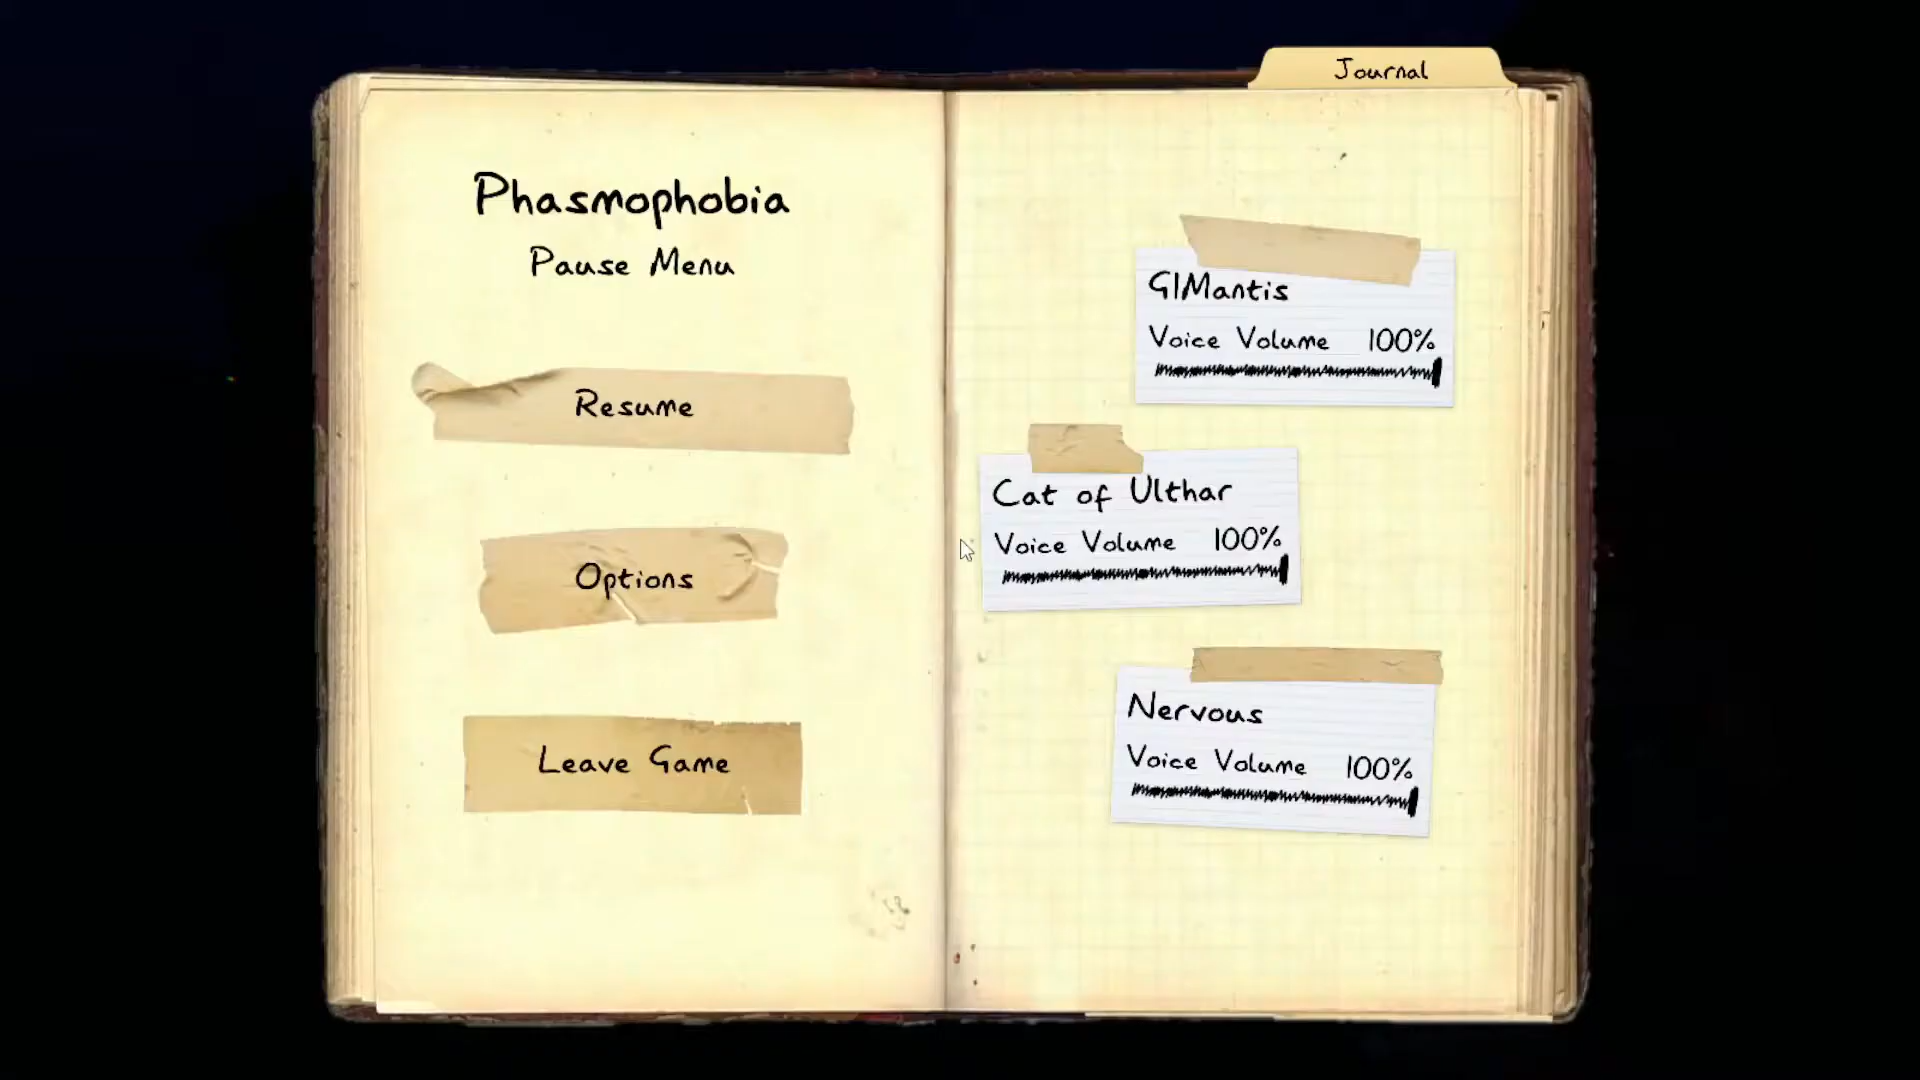 Journal
Phasmophobia
Pause Menu
Resume
Options
Leave Game
GIMantis
Voice Volume 100%
Cat of Ulthar
Voice Volume 100%
Nervous
Voice Volume 100%